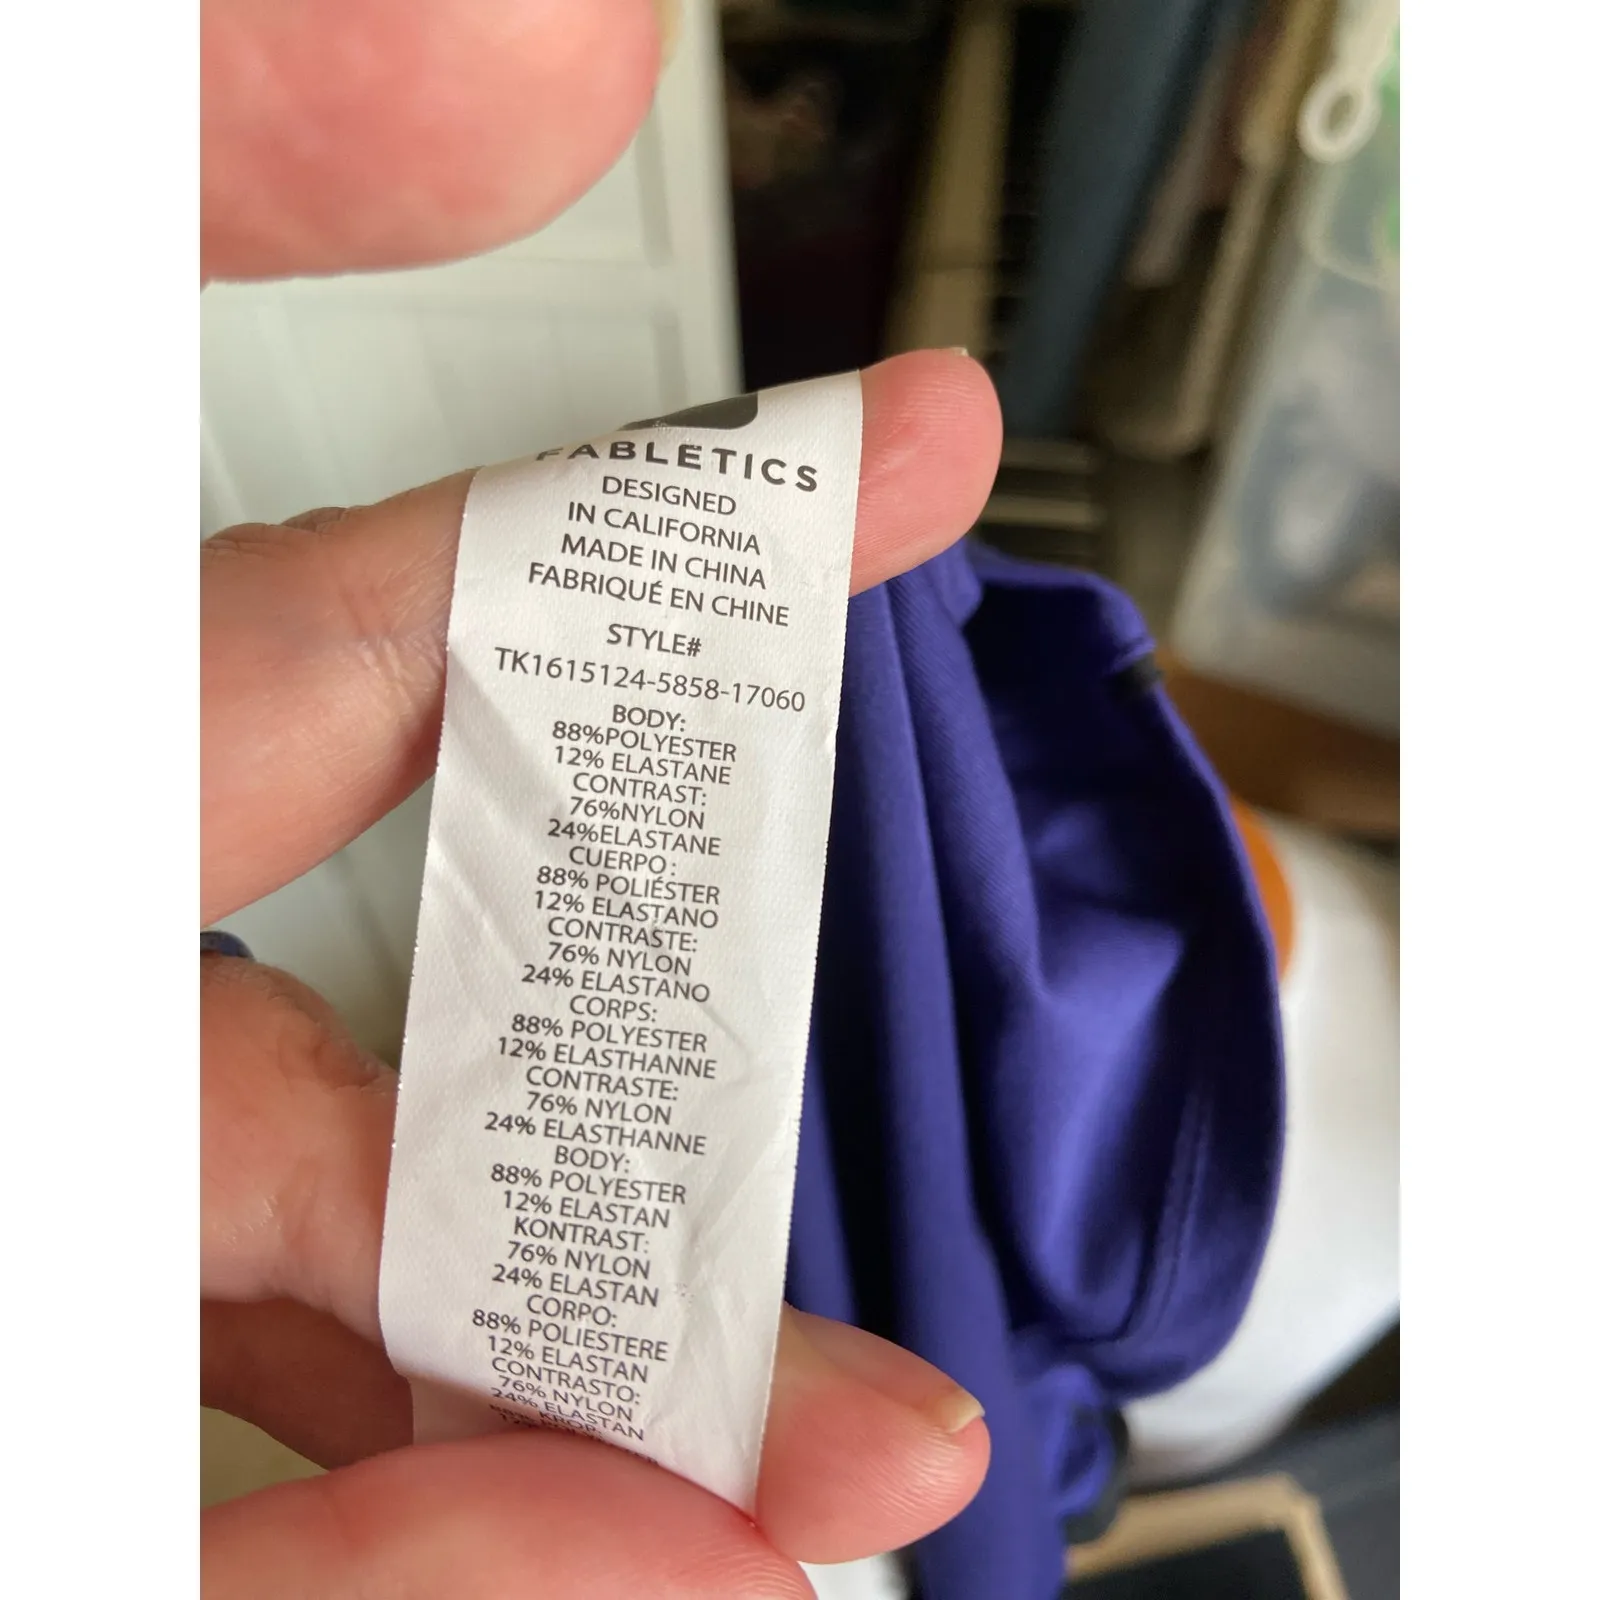 FABLETICS
DESIGNED
IN CALIFORNIA
MADE IN CHINA
FABRIQUÉ EN CHINE
STYLE#
TK1615124-5858-17060
BODY:
88%POLYESTER
12% ELASTANE
CONTRAST:
76%NYLON
24%ELASTANE
CUERPO :
88% POLIÉSTER
12% ELASTANO
CONTRASTE:
76% NYLON
24% ELASTANO
CORPS:
88% POLYESTER
12% ELASTHANNE
CONTRASTE:
76% NYLON
24% ELASTHANNE
BODY:
88% POLYESTER
12% ELASTAN
KONTRAST:
76% NYLON
24% ELASTAN
CORPO:
88% POLIESTERE
12% ELASTAN
CONTRASTO:
76% NYLON
24% ELASTAN
KROP: